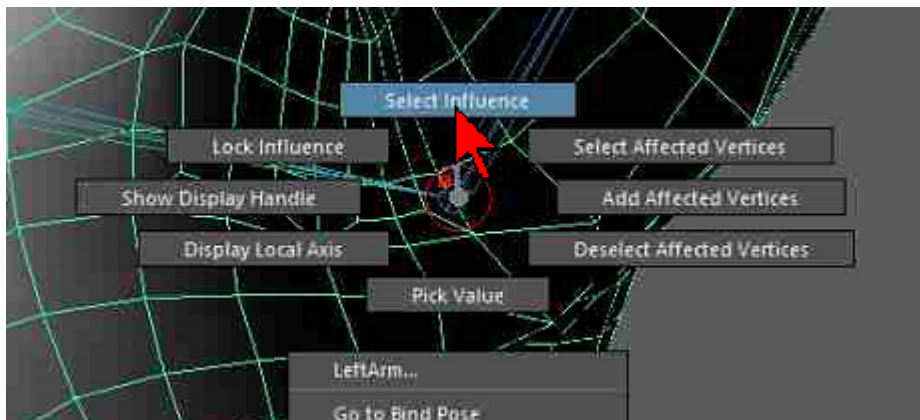 Select Influence
Lock Influence
Select Affected Vertices
Show Display Handle
Add Affected Vertices
Display Local Axis
Deselect Affected Vertices
Pick Value
LeftArm...
Go to Bind Pose